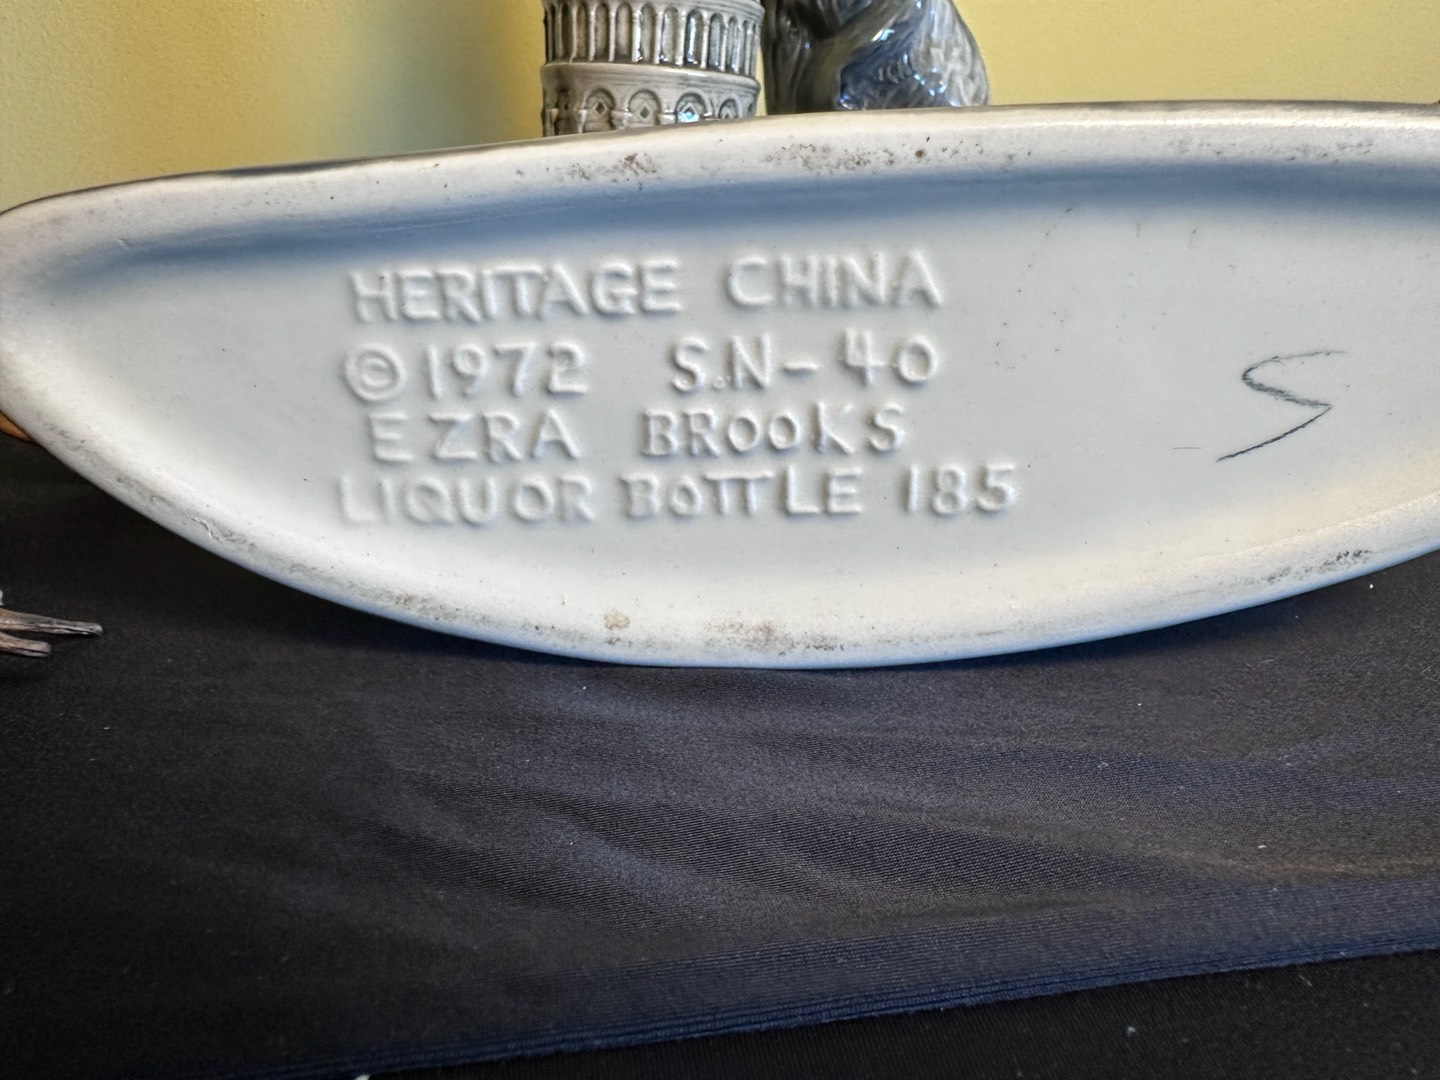 HERITAGE CHINA
©1972 S.N-40
EZRA BROOKS
LIQUOR BOTTLE 185
S